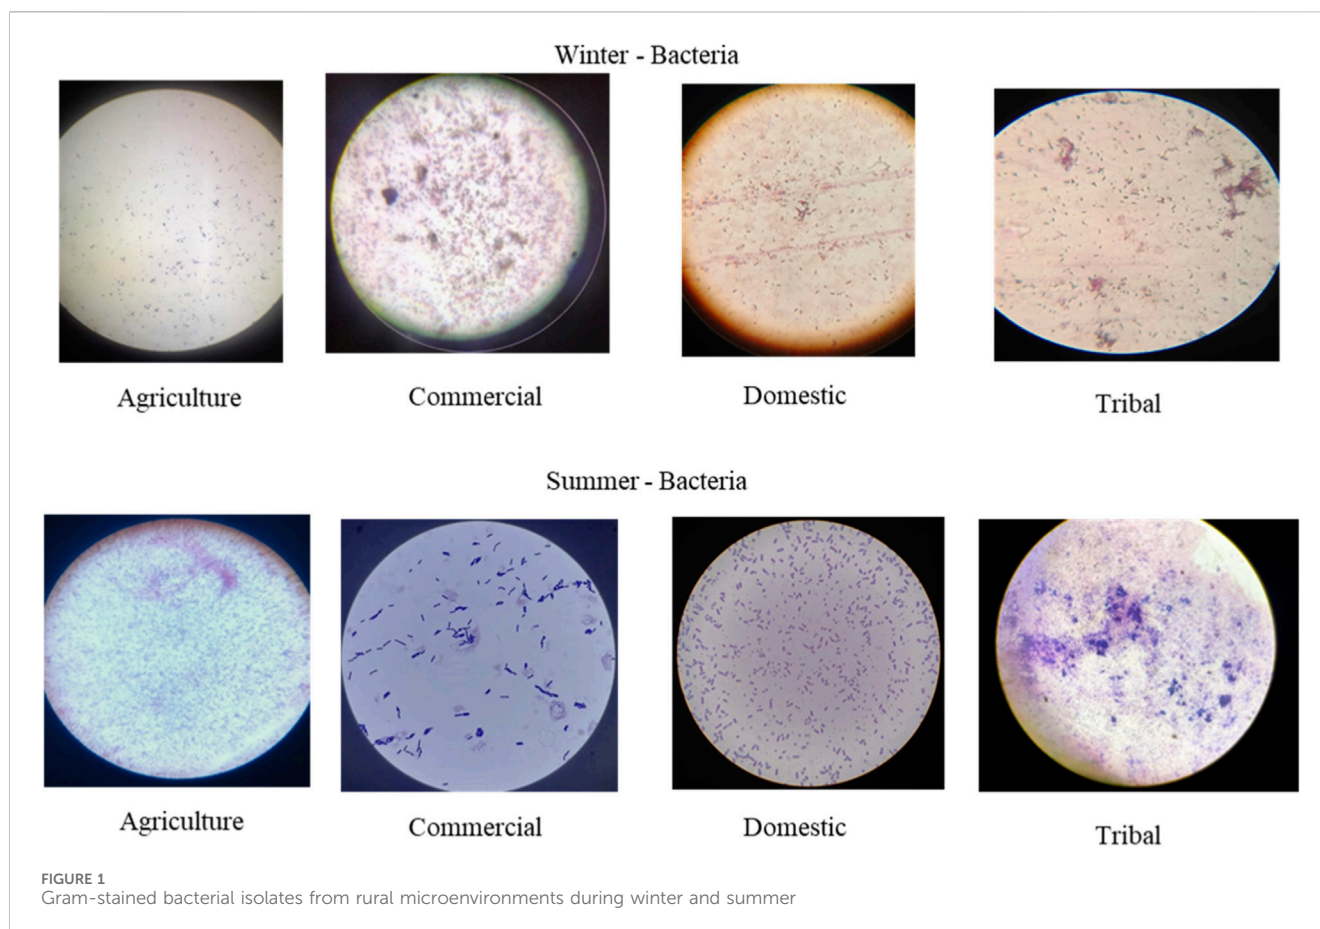 Winter - Bacteria
Agriculture
Commercial
Domestic
Tribal
Summer - Bacteria
Agriculture
Commercial
Domestic
Tribal
FIGURE 1
Gram-stained bacterial isolates from rural microenvironments during winter and summer